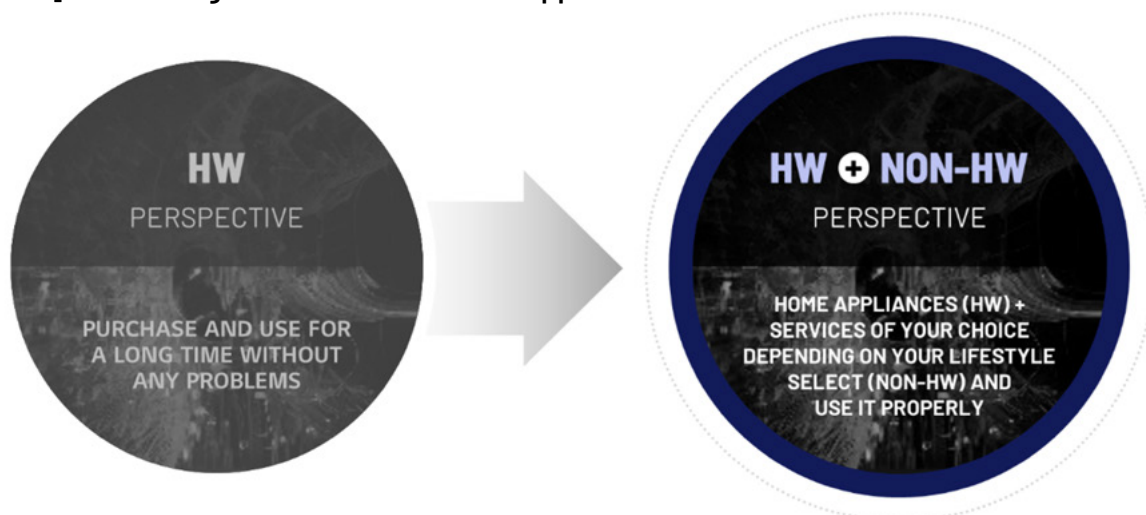 HW
PERSPECTIVE
PURCHASE AND USE FOR
A LONG TIME WITHOUT
ANY PROBLEMS
HW + NON-HW
PERSPECTIVE
HOME APPLIANCES (HW) +
SERVICES OF YOUR CHOICE
DEPENDING ON YOUR LIFESTYLE
SELECT (NON-HW) AND
USE IT PROPERLY